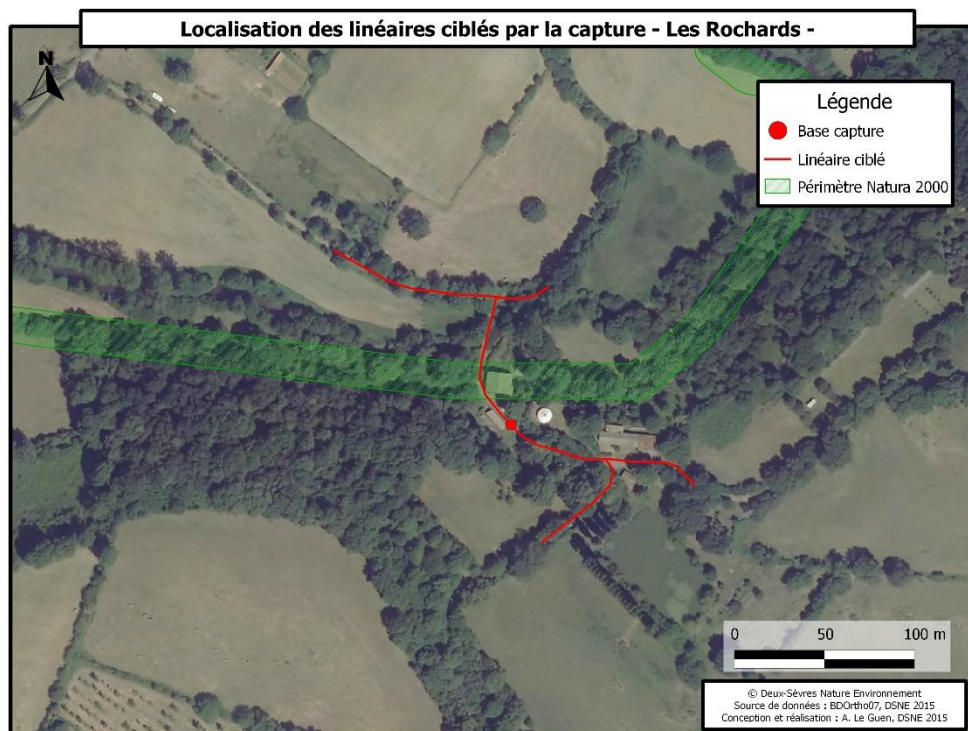 Localisation des linéaires ciblés par la capture - Les Rochards -
N
Légende
Base capture
Linéaire ciblé
Périmètre Natura 2000
0 50 100 m
© Deux-Sèvres Nature Environnement
Source de données : BDOrtho07, DSNE 2015
Conception et réalisation : A. Le Guen, DSNE 2015